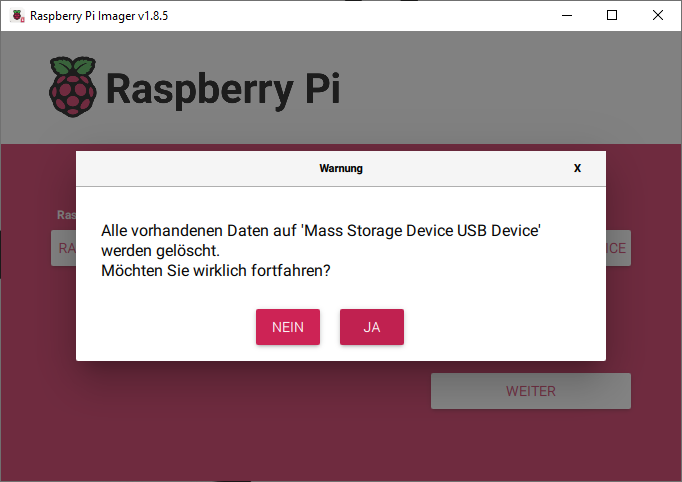 Raspberry Pi Imager v1.8.5
Raspberry Pi
Warnung X
Alle vorhandenen Daten auf 'Mass Storage Device USB Device'
werden gelöscht.
Möchten Sie wirklich fortfahren?
NEIN JA
WEITER